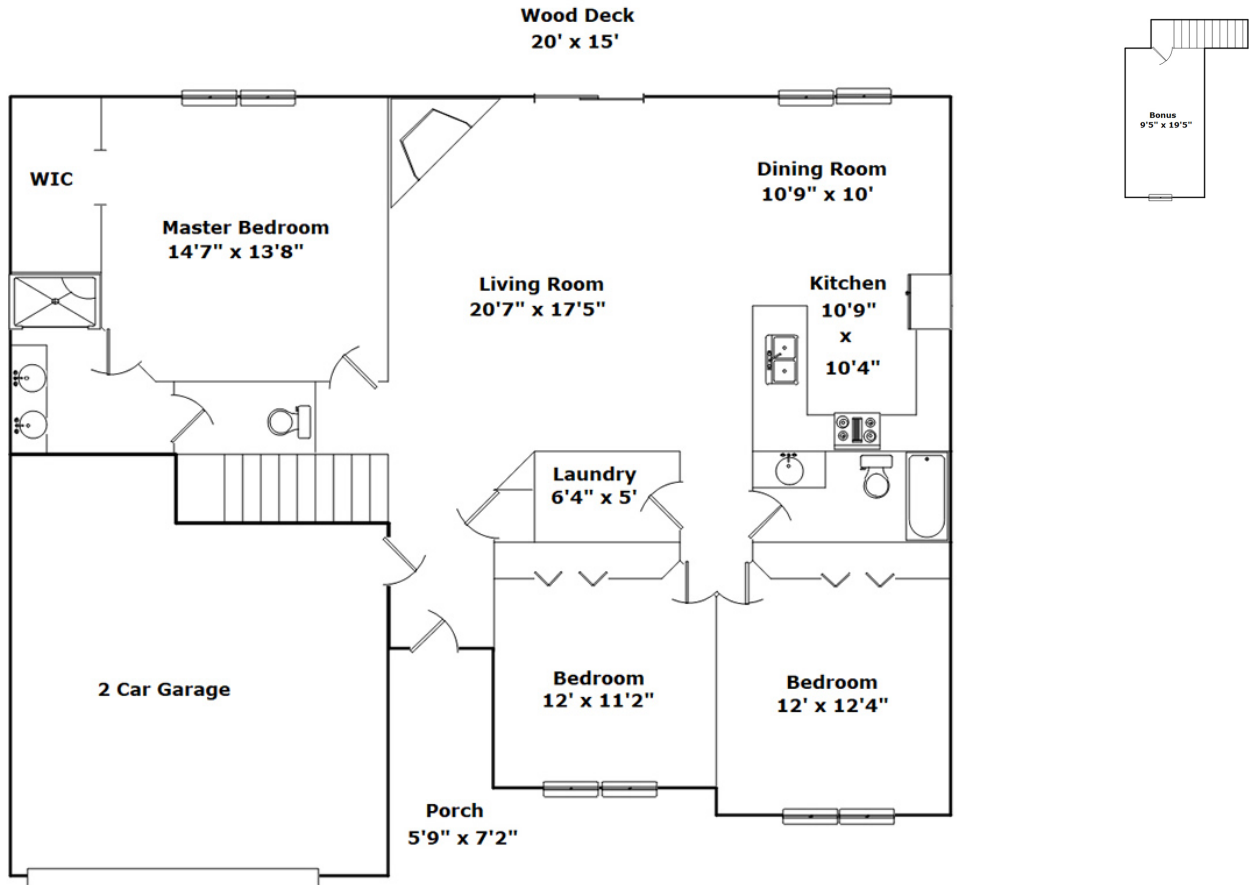 Wood Deck
20' x 15'
Bonus
9'5" x 19'5"
WIC
Master Bedroom
14'7" x 13'8"
Dining Room
10'9" x 10'
Living Room
20'7" x 17'5"
Kitchen
10'9"
x
10'4"
Laundry
6'4" x 5'
2 Car Garage
Bedroom
12' x 11'2"
Bedroom
12' x 12'4"
Porch
5'9" x 7'2"